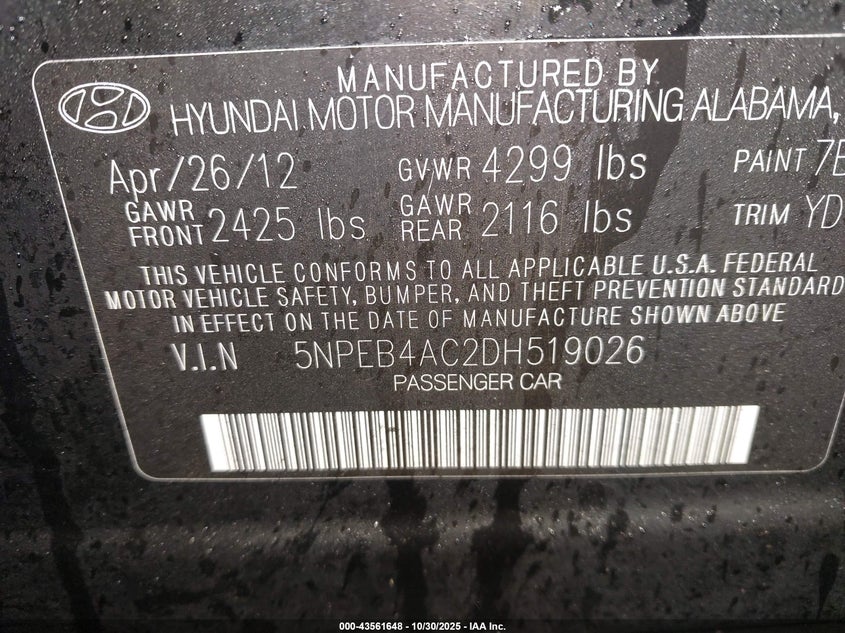 MANUFACTURED BY
HYUNDAI MOTOR MANUFACTURING ALABAMA,
Apr/26/12 GVWR 4299 lbs PAINT
GAWR FRONT 2425 lbs GAWR REAR 2116 lbs TRIM YD
THIS VEHICLE CONFORMS TO ALL APPLICABLE U.S.A. FEDERAL
MOTOR VEHICLE SAFETY, BUMPER, AND THEFT PREVENTION STANDARD
IN EFFECT ON THE DATE OF MANUFACTURE SHOWN ABOVE
V.I.N 5NPEB4AC2DH519026
PASSENGER CAR
000-43561648 - 10/30/2025 - IAA Inc.